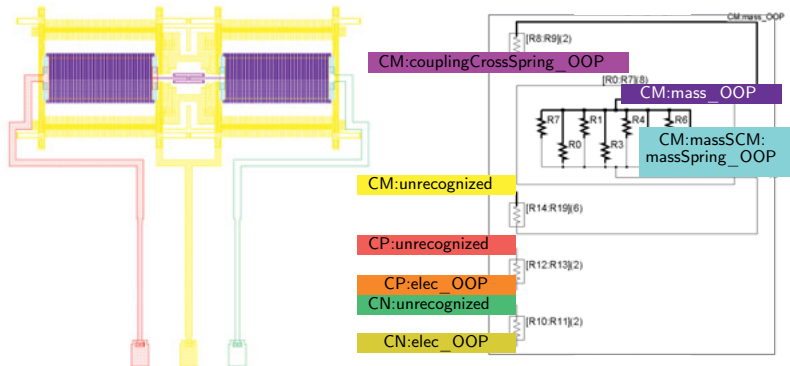 CM:mass_OOP
[R8:R9](2)
CM:couplingCrossSpring_OOP
[R0:R7](8)
CM:mass_OOP
R7
R1
R4
R6
R0
R3
CM:massSCM:
massSpring_OOP
CM:unrecognized
[R14:R19](6)
CP:unrecognized
[R12:R13](2)
CP:elec_OOP
CN:unrecognized
[R10:R11](2)
CN:elec_OOP